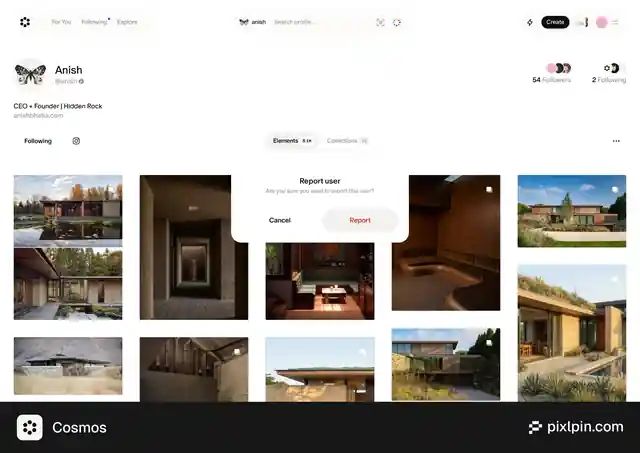 For You
Following
Explore
anish
Search profile...
Create
Anish
54 Followers
2 Following
CEO + Founder | Hidden Rock
Following
Elements
Connections
Report user
Are you sure you want to report this user?
Cancel
Report
Cosmos
pixlpin.com